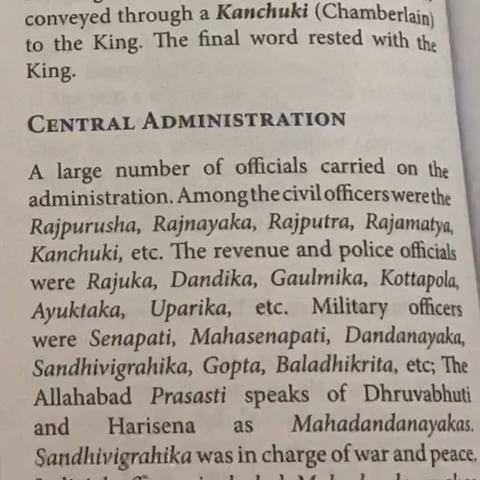 conveyed through a Kanchuki (Chamberlain)
to the King. The final word rested with the
King.
CENTRAL ADMINISTRATION
A large number of officials carried on the
administration. Among the civil officers were the
Rajpurusha, Rajnayaka, Rajputra, Rajamatya,
Kanchuki, etc. The revenue and police officials
were Rajuka, Dandika, Gaulmika, Kottapola,
Ayuktaka, Uparika, etc. Military officers
were Senapati, Mahasenapati, Dandanayaka,
Sandhivigrahika, Gopta, Baladhikrita, etc; The
Allahabad Prasasti speaks of Dhruvabhuti
and Harisena as Mahadandanayakas.
Sandhivigrahika was in charge of war and peace.